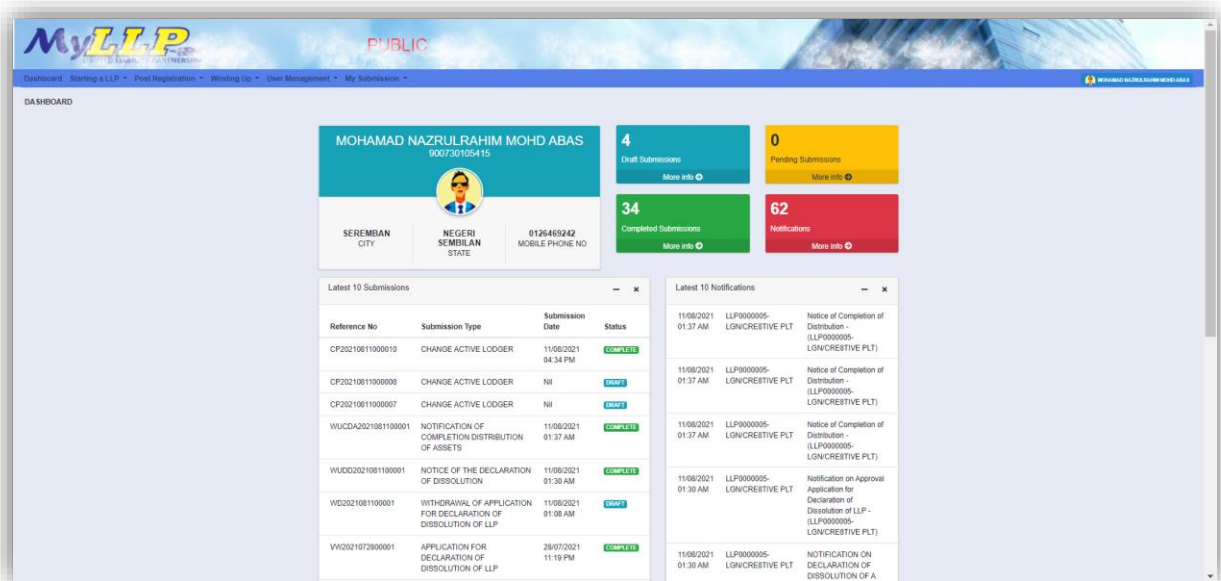 MyLLP
LIMITED LIABILITY PARTNERSHIP
PUBLIC
Dashboard Starting a LLP Post Registration Winding Up User Management My Submission
MOHAMAD NAZRULRAHIM MOHD ABAS
DASHBOARD
MOHAMAD NAZRULRAHIM MOHD ABAS
900730105415
SEREMBAN
CITY
NEGERI
SEMBILAN
STATE
0126469242
MOBILE PHONE NO
4
Draft Submissions
More info
0
Pending Submissions
More info
34
Completed Submissions
More info
62
Notifications
More info
Latest 10 Submissions
Reference No Submission Type Submission Date Status
CP20210811000010 CHANGE ACTIVE LODGER 11/08/2021 COMPLETE
04:34 PM
CP20210811000008 CHANGE ACTIVE LODGER Nil DRAFT
CP20210811000007 CHANGE ACTIVE LODGER Nil DRAFT
WUCDA2021081100001 NOTIFICATION OF 11/08/2021 COMPLETE
COMPLETION DISTRIBUTION 01:37 AM
OF ASSETS
WUDD2021081100001 NOTICE OF THE DECLARATION 11/08/2021 COMPLETE
OF DISSOLUTION 01:30 AM
WD2021081100001 WITHDRAWAL OF APPLICATION 11/08/2021 DRAFT
FOR DECLARATION OF 01:08 AM
DISSOLUTION OF LLP
VW2021072800001 APPLICATION FOR 28/07/2021 COMPLETE
DECLARATION OF 11:19 PM
DISSOLUTION OF LLP
Latest 10 Notifications
11/08/2021 LLP0000005- Notice of Completion of
01:37 AM LGN/CRE8TIVE PLT Distribution -
(LLP0000005-
LGN/CRE8TIVE PLT)
11/08/2021 LLP0000005- Notice of Completion of
01:37 AM LGN/CRE8TIVE PLT Distribution -
(LLP0000005-
LGN/CRE8TIVE PLT)
11/08/2021 LLP0000005- Notice of Completion of
01:37 AM LGN/CRE8TIVE PLT Distribution -
(LLP0000005-
LGN/CRE8TIVE PLT)
11/08/2021 LLP0000005- Notification on Approval
01:30 AM LGN/CRE8TIVE PLT Application for
Declaration of
Dissolution of LLP -
(LLP0000005-
LGN/CRE8TIVE PLT)
11/08/2021 LLP0000005- NOTIFICATION ON
01:30 AM LGN/CRE8TIVE PLT DECLARATION OF
DISSOLUTION OF A